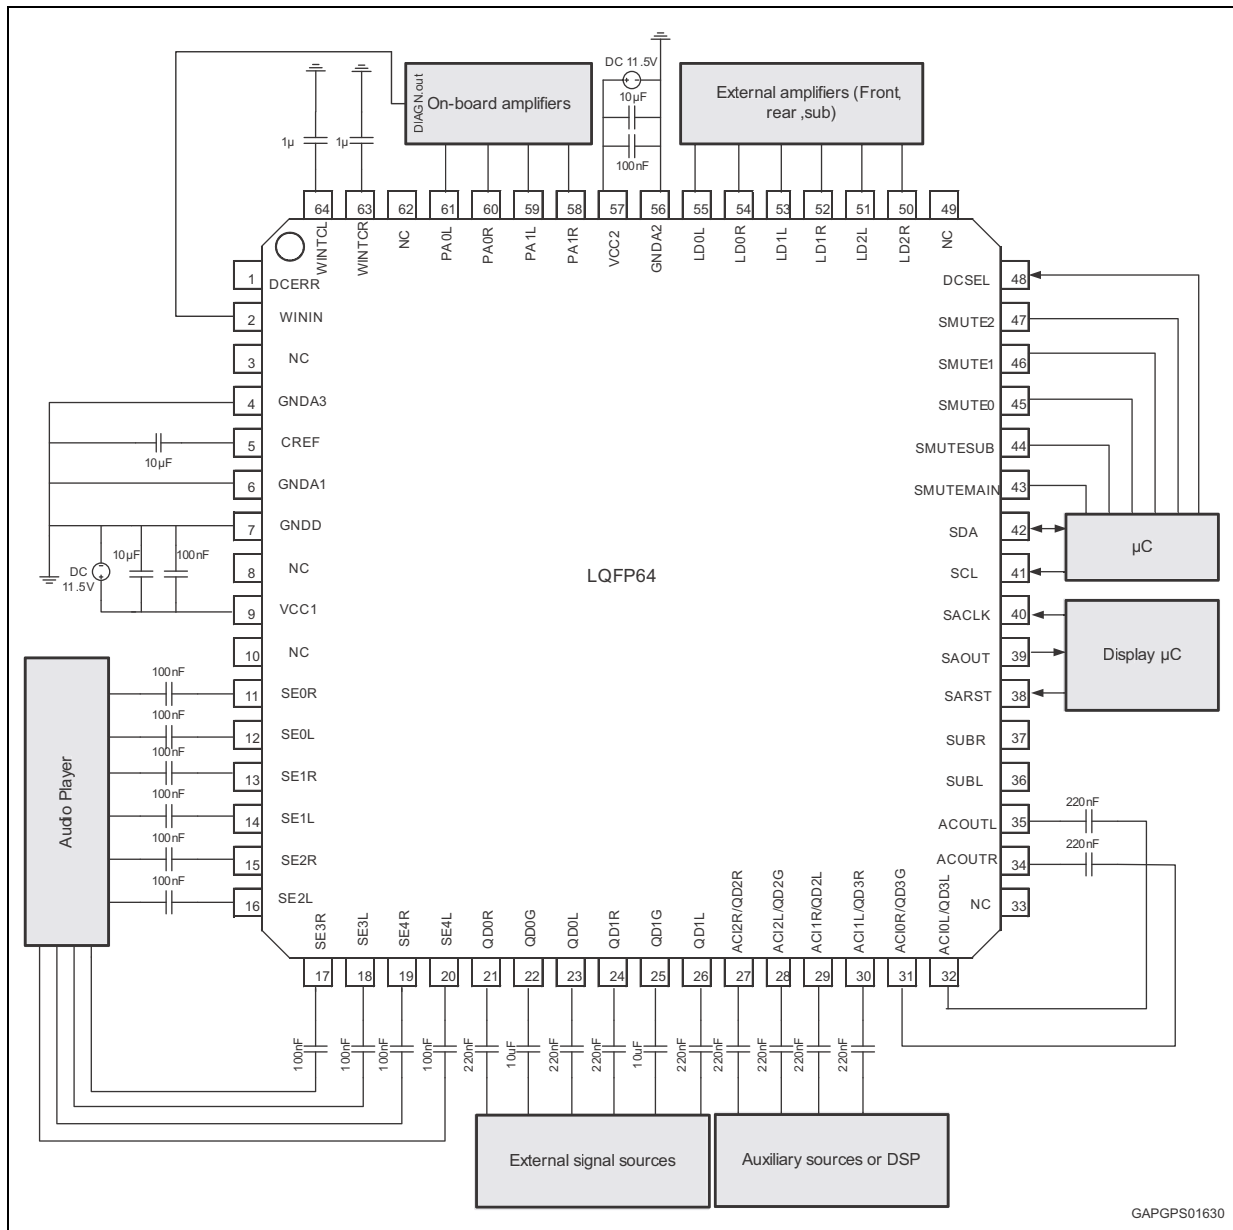 DC 11.5V
10µF
100nF
DIAGN.out
On-board amplifiers
External amplifiers (Front,
rear ,sub)
1µ
1µ
64
63
62
61
60
59
58
57
56
55
54
53
52
51
50
49
WINTCL
WINTCR
NC
PA0L
PA0R
PA1L
PA1R
VCC2
GNDA2
LD0L
LD0R
LD1L
LD1R
LD2L
LD2R
NC
1
DCERR
2
WININ
3
NC
4
GNDA3
5
CREF
10µF
6
GNDA1
7
GNDD
10µF
100nF
DC
11.5V
8
NC
9
VCC1
10
NC
100nF
11
SE0R
100nF
12
SE0L
100nF
13
SE1R
100nF
14
SE1L
100nF
15
SE2R
100nF
16
SE2L
Audio Player
LQFP64
DCSEL
48
SMUTE2
47
SMUTE1
46
SMUTE0
45
SMUTESUB
44
SMUTEMAIN
43
SDA
42
µC
SCL
41
SACLK
40
SAOUT
39
Display µC
SARST
38
SUBR
37
SUBL
36
220nF
ACOUTL
35
220nF
ACOUTR
34
NC
33
SE3R
SE3L
SE4R
SE4L
QD0R
QD0G
QD0L
QD1R
QD1G
QD1L
ACI2R/QD2R
ACI2L/QD2G
ACI1R/QD2L
ACI1L/QD3R
ACI0R/QD3G
ACI0L/QD3L
17
18
19
20
21
22
23
24
25
26
27
28
29
30
31
32
100nF
100nF
100nF
100nF
220nF
10uF
220nF
220nF
10uF
220nF
220nF
220nF
220nF
220nF
External signal sources
Auxiliary sources or DSP
GAPGPS01630